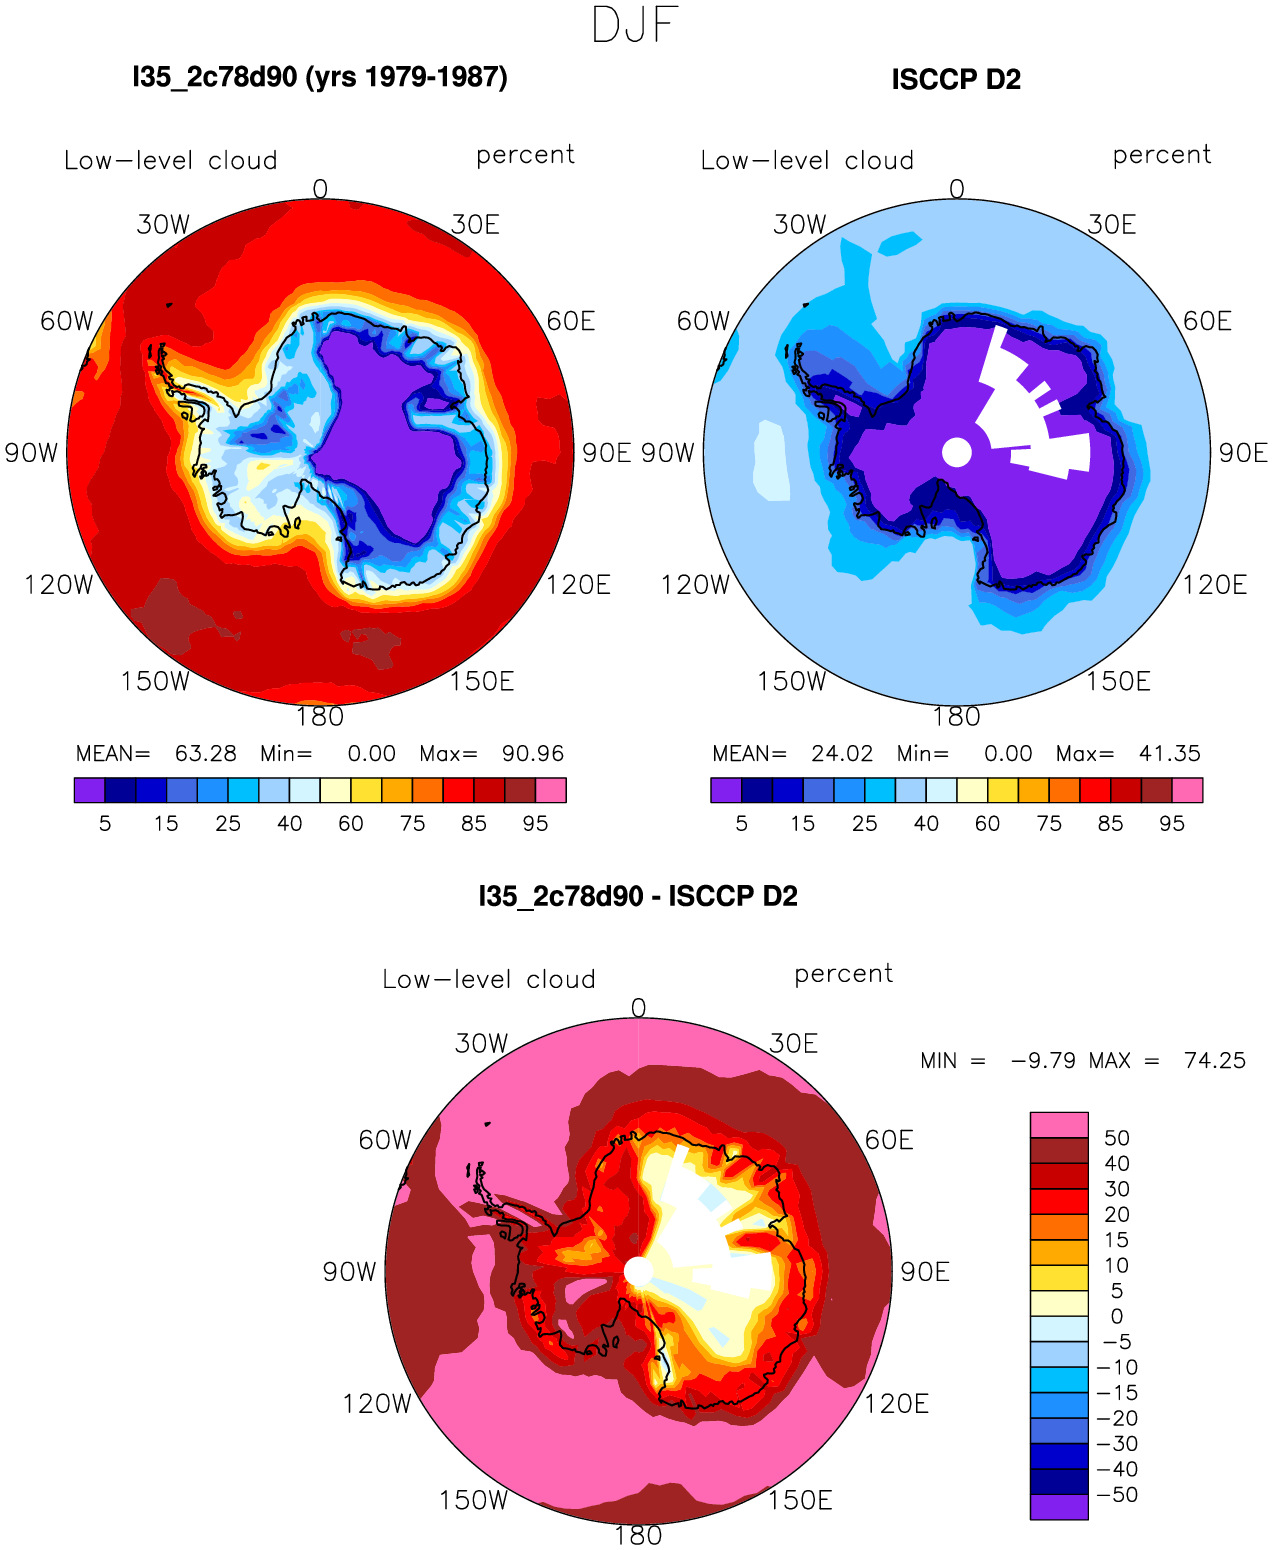 DJF
I35_2c78d90 (yrs 1979-1987)
ISCCP D2
Low-level cloud percent
Low-level cloud percent
0
30W 30E
60W 60E
90W 90E
120W 120E
150W 150E
180
0
30W 30E
60W 60E
90W 90E
120W 120E
150W 150E
180
MEAN= 63.28 Min= 0.00 Max= 90.96
5 15 25 40 60 75 85 95
MEAN= 24.02 Min= 0.00 Max= 41.35
5 15 25 40 60 75 85 95
I35_2c78d90 - ISCCP D2
Low-level cloud percent
0
30W 30E
60W 60E
90W 90E
120W 120E
150W 150E
180
MIN = -9.79 MAX = 74.25
50
40
30
20
15
10
5
0
-5
-10
-15
-20
-30
-40
-50